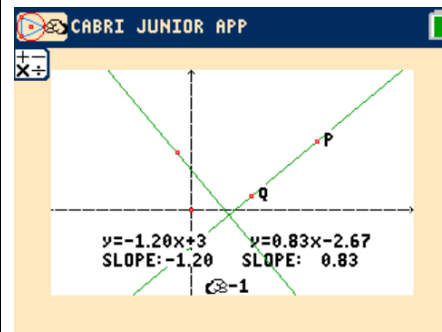 CABRI JUNIOR APP
+−
×÷
P
Q
y=-1.20x+3 y=0.83x-2.67
SLOPE:-1.20 SLOPE: 0.83
-1